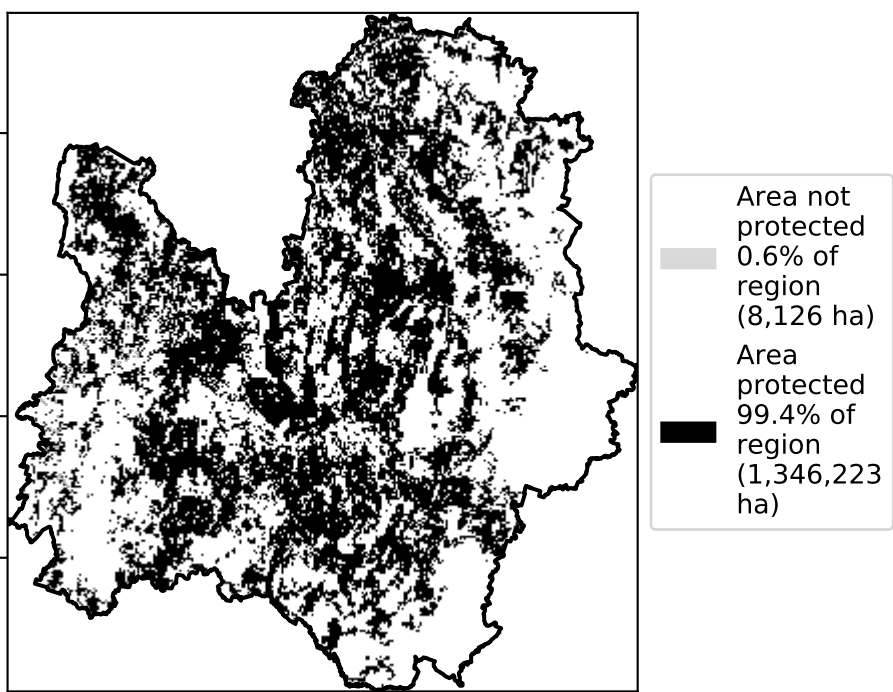 Area not
protected
0.6% of
region
(8,126 ha)
Area
protected
99.4% of
region
(1,346,223
ha)